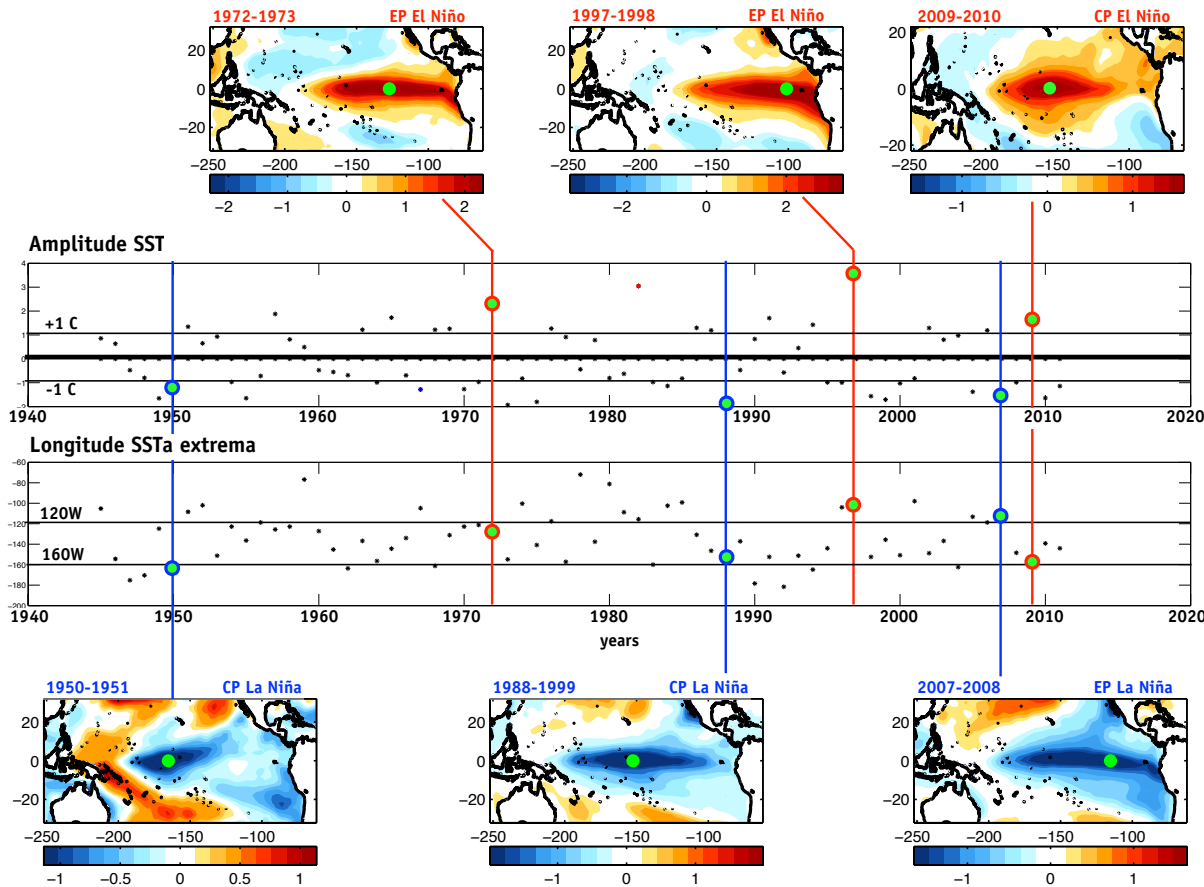 1972-1973 EP El Niño
1997-1998 EP El Niño
2009-2010 CP El Niño
20
0
−20
20
0
−20
20
0
−20
−250 −200 −150 −100
−250 −200 −150 −100
−250 −200 −150 −100
−2 −1 0 1 2
−2 0 2
−1 0 1
Amplitude SST
4
3
2
+1 C
1
0
-1 C
−1
−2
1940 1950 1960 1970 1980 1990 2000 2010 2020
Longitude SSTa extrema
−60
−80
−100
120W
−120
−140
160W
−160
−180
−200
1940 1950 1960 1970 1980 1990 2000 2010 2020
years
1950-1951 CP La Niña
1988-1999 CP La Niña
2007-2008 EP La Niña
20
0
−20
20
0
−20
20
0
−20
−250 −200 −150 −100
−250 −200 −150 −100
−250 −200 −150 −100
−1 −0.5 0 0.5 1
−1 0 1
−1 0 1